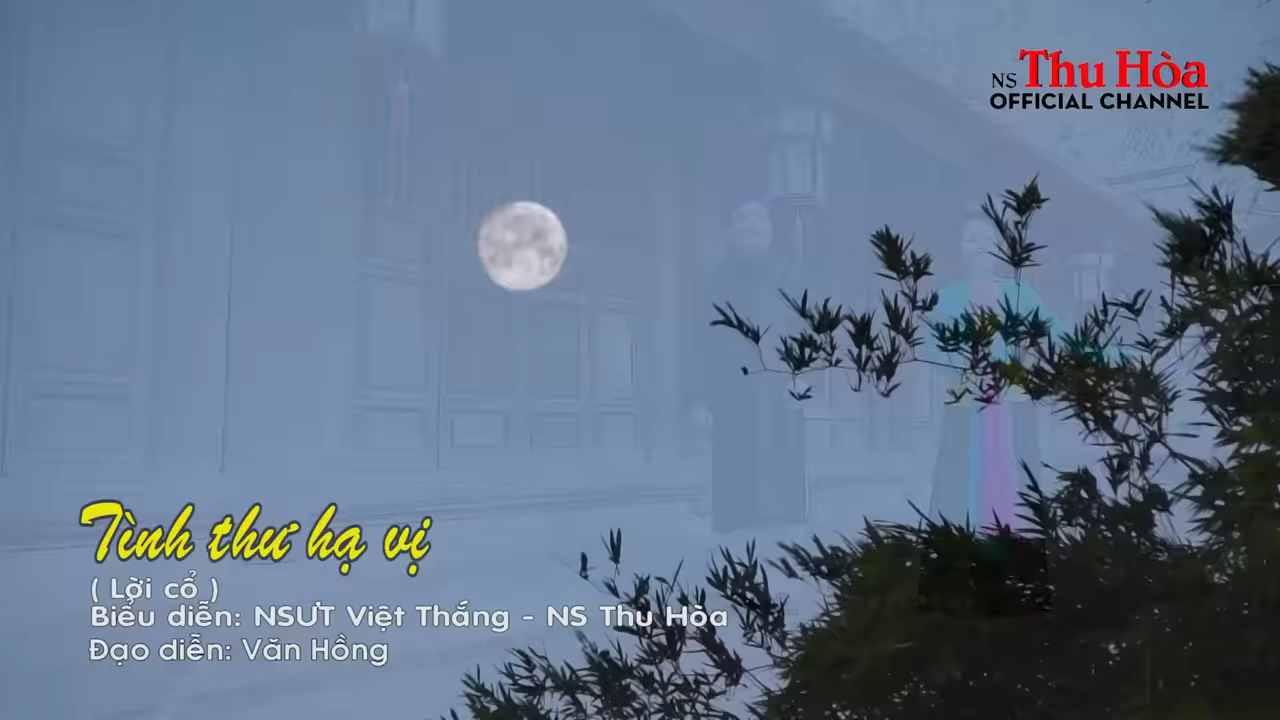 NS Thu Hòa
OFFICIAL CHANNEL
Tình thư hạ vị
( Lời cổ )
Biểu diễn: NSƯT Việt Thắng - NS Thu Hòa
Đạo diễn: Văn Hồng